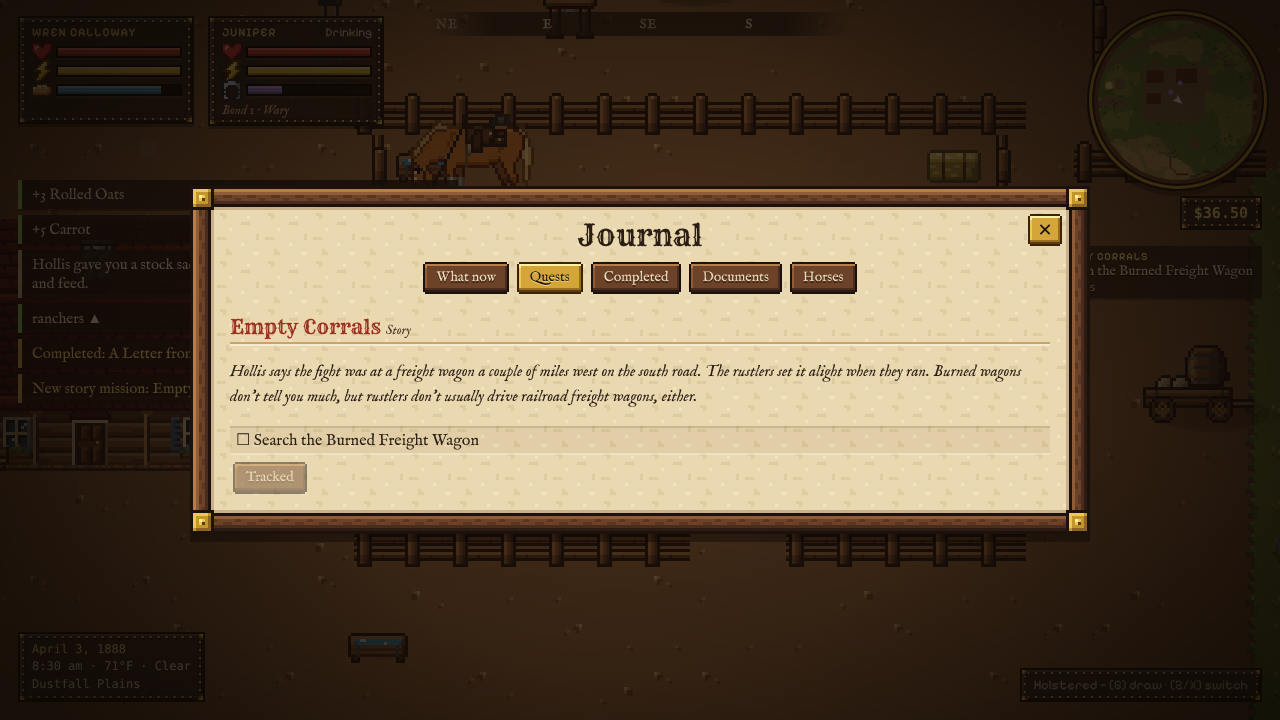 WREN CALLOWAY
JUNIPER Drinking
Bond 1 · Wary
NE E SE S
$36.50
+3 Rolled Oats
+5 Carrot
Hollis gave you a stock
and feed.
ranchers ▲
Completed: A Letter
New story mission:
the Burned Freight Wagon
Journal
✕
What now Quests Completed Documents Horses
Empty Corrals Story
Hollis says the fight was at a freight wagon a couple of miles west on the south road. The rustlers set it alight when they ran. Burned wagons
don't tell you much, but rustlers don't usually drive railroad freight wagons, either.
☐ Search the Burned Freight Wagon
Tracked
April 3, 1888
8:30 am · 71°F · Clear
Dustfall Plains
Holstered - (G) draw · (2/X) switch